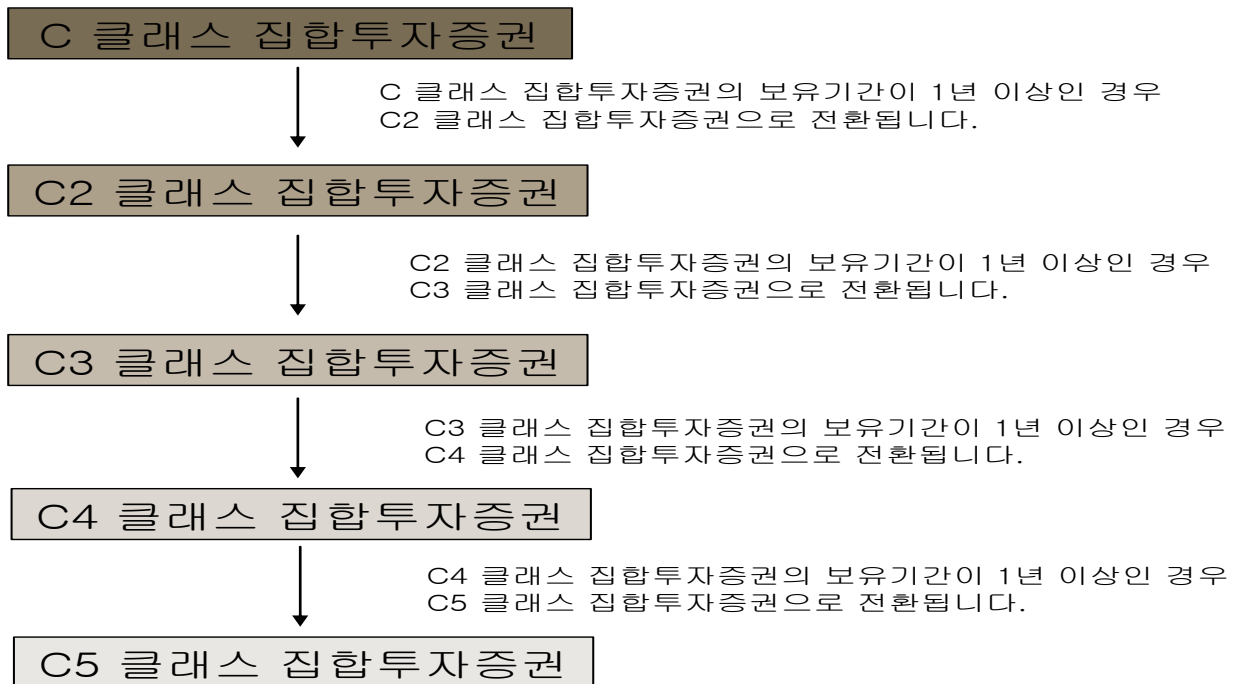 C 클래스 집합투자증권
C 클래스 집합투자증권의 보유기간이 1년 이상인 경우
C2 클래스 집합투자증권으로 전환됩니다.
C2 클래스 집합투자증권
C2 클래스 집합투자증권의 보유기간이 1년 이상인 경우
C3 클래스 집합투자증권으로 전환됩니다.
C3 클래스 집합투자증권
C3 클래스 집합투자증권의 보유기간이 1년 이상인 경우
C4 클래스 집합투자증권으로 전환됩니다.
C4 클래스 집합투자증권
C4 클래스 집합투자증권의 보유기간이 1년 이상인 경우
C5 클래스 집합투자증권으로 전환됩니다.
C5 클래스 집합투자증권